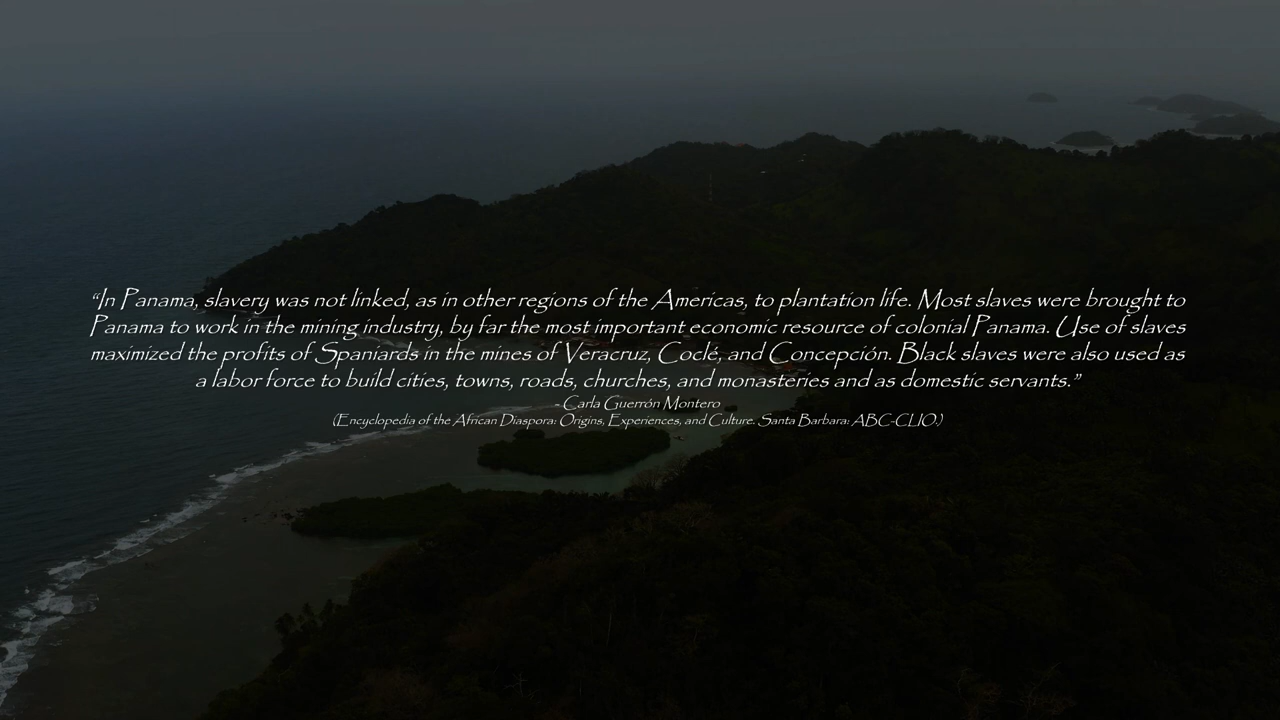 “In Panama, slavery was not linked, as in other regions of the Americas, to plantation life. Most slaves were brought to
Panama to work in the mining industry, by far the most important economic resource of colonial Panama. Use of slaves
maximized the profits of Spaniards in the mines of Veracruz, Coclé, and Concepción. Black slaves were also used as
a labor force to build cities, towns, roads, churches, and monasteries and as domestic servants.”
- Carla Guerrón Montero
(Encyclopedia of the African Diaspora: Origins, Experiences, and Culture. Santa Barbara: ABC-CLIO.)